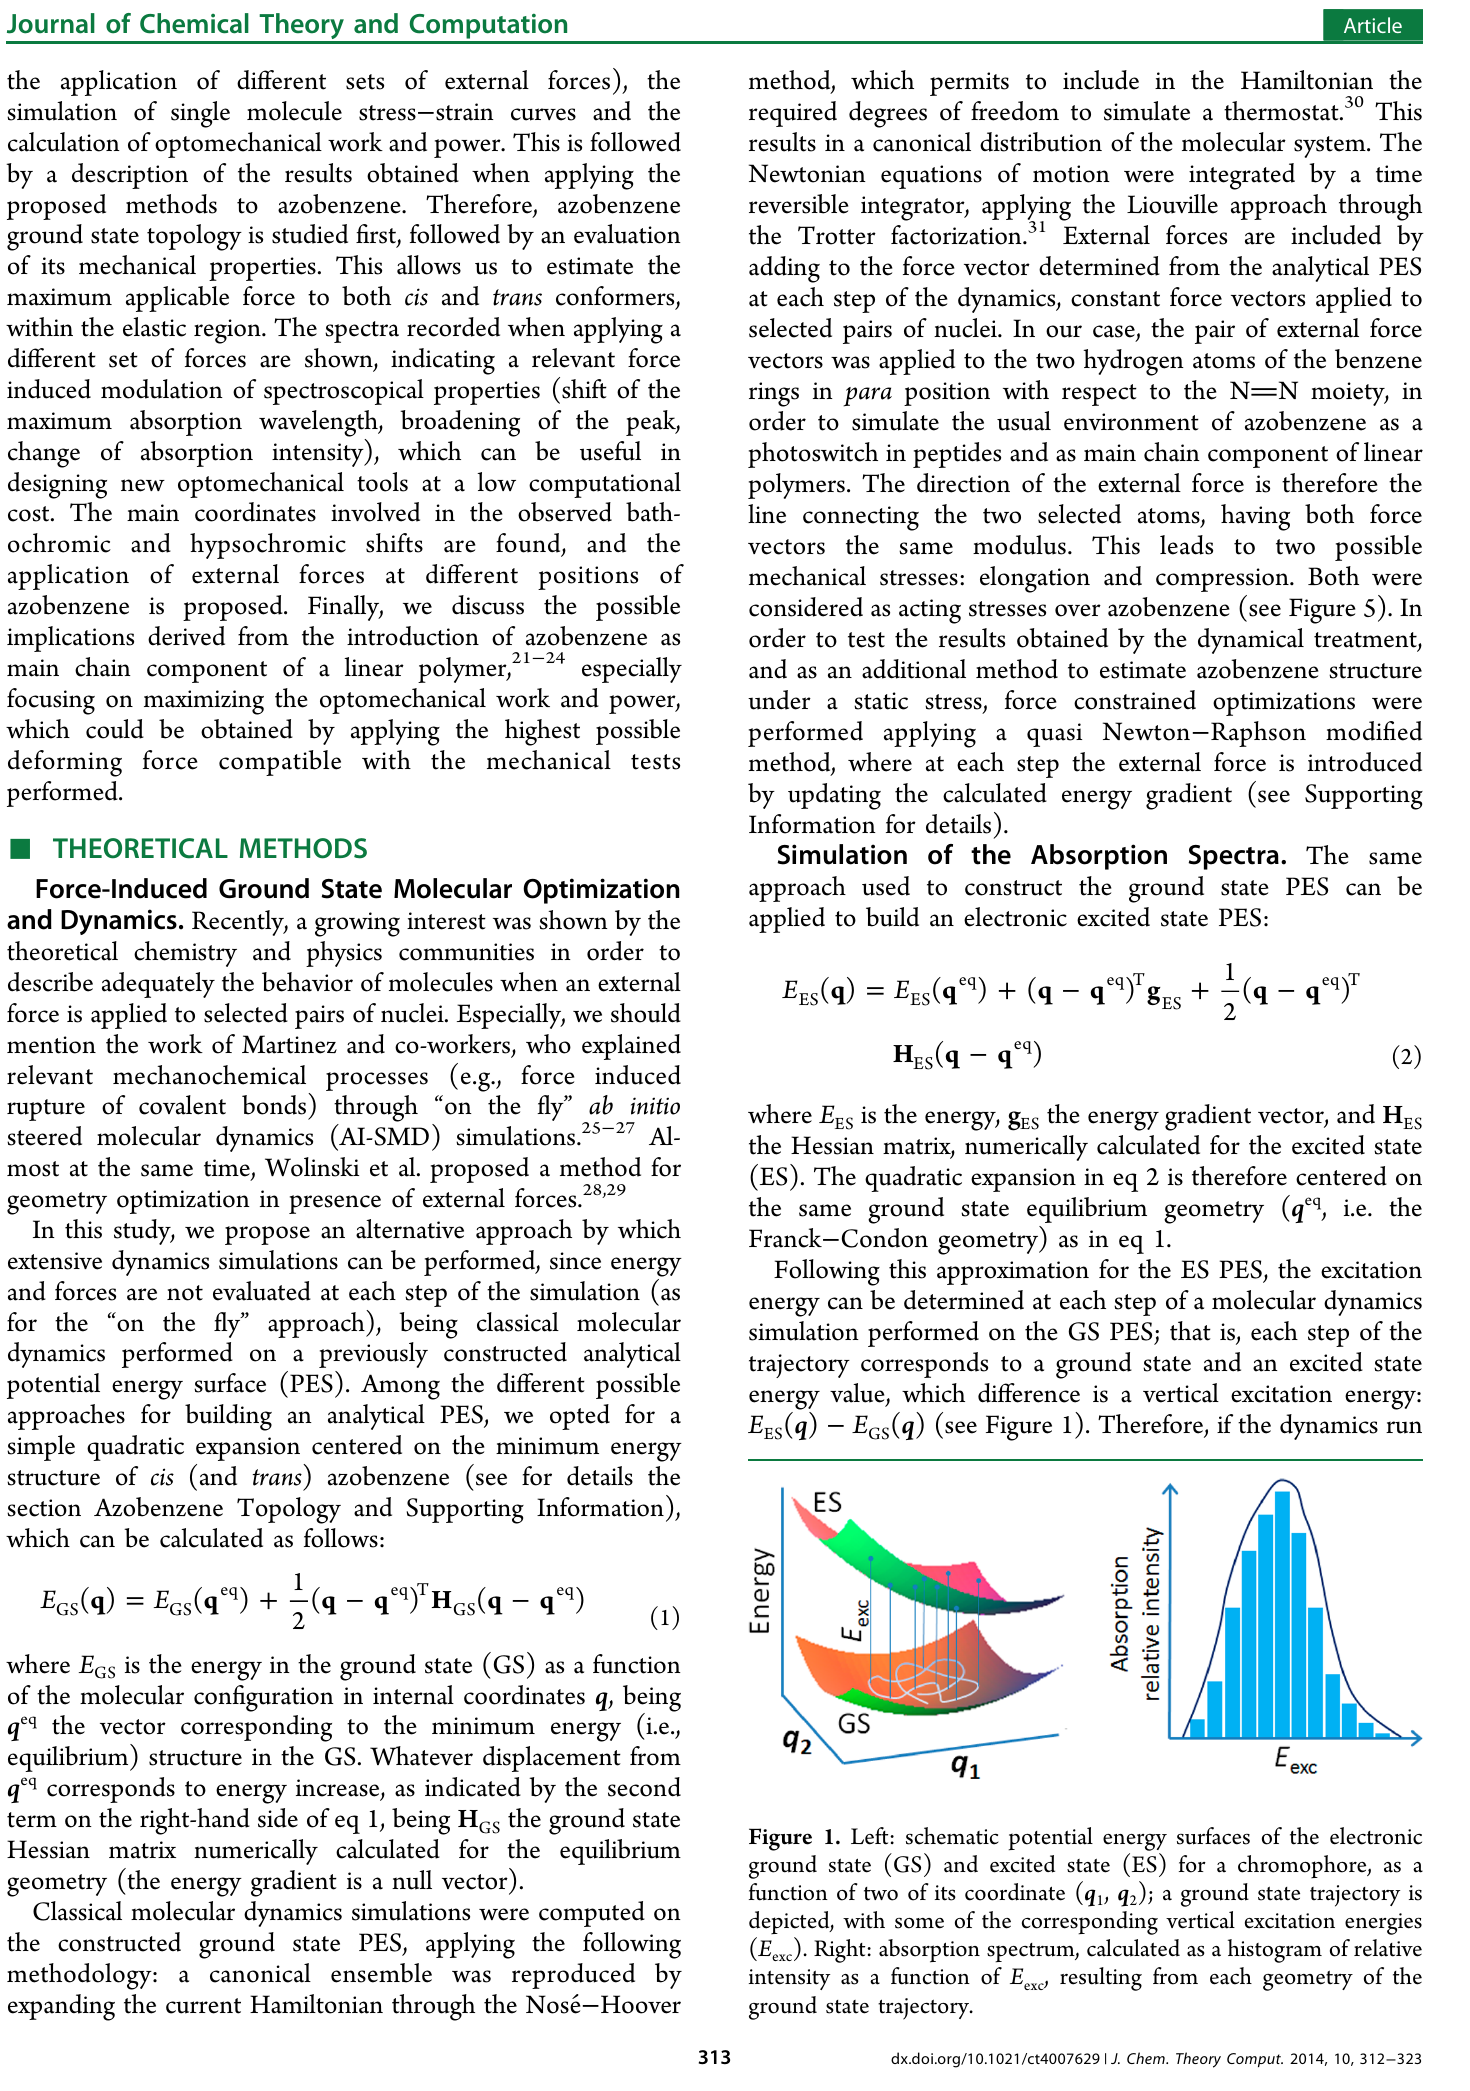 Journal of Chemical Theory and Computation
Article
the application of different sets of external forces), the
simulation of single molecule stress−strain curves and the
calculation of optomechanical work and power. This is followed
by a description of the results obtained when applying the
proposed methods to azobenzene. Therefore, azobenzene
ground state topology is studied first, followed by an evaluation
of its mechanical properties. This allows us to estimate the
maximum applicable force to both cis and trans conformers,
within the elastic region. The spectra recorded when applying a
different set of forces are shown, indicating a relevant force
induced modulation of spectroscopical properties (shift of the
maximum absorption wavelength, broadening of the peak,
change of absorption intensity), which can be useful in
designing new optomechanical tools at a low computational
cost. The main coordinates involved in the observed bath-
ochromic and hypsochromic shifts are found, and the
application of external forces at different positions of
azobenzene is proposed. Finally, we discuss the possible
implications derived from the introduction of azobenzene as
main chain component of a linear polymer,21−24 especially
focusing on maximizing the optomechanical work and power,
which could be obtained by applying the highest possible
deforming force compatible with the mechanical tests
performed.
■ THEORETICAL METHODS
Force-Induced Ground State Molecular Optimization
and Dynamics. Recently, a growing interest was shown by the
theoretical chemistry and physics communities in order to
describe adequately the behavior of molecules when an external
force is applied to selected pairs of nuclei. Especially, we should
mention the work of Martinez and co-workers, who explained
relevant mechanochemical processes (e.g., force induced
rupture of covalent bonds) through “on the fly” ab initio
steered molecular dynamics (AI-SMD) simulations.25−27 Al-
most at the same time, Wolinski et al. proposed a method for
geometry optimization in presence of external forces.28,29
In this study, we propose an alternative approach by which
extensive dynamics simulations can be performed, since energy
and forces are not evaluated at each step of the simulation (as
for the “on the fly” approach), being classical molecular
dynamics performed on a previously constructed analytical
potential energy surface (PES). Among the different possible
approaches for building an analytical PES, we opted for a
simple quadratic expansion centered on the minimum energy
structure of cis (and trans) azobenzene (see for details the
section Azobenzene Topology and Supporting Information),
which can be calculated as follows:
E_GS(q) = E_GS(q^eq) + 1/2 (q − q^eq)^T H_GS(q − q^eq) (1)
where E_GS is the energy in the ground state (GS) as a function
of the molecular configuration in internal coordinates q, being
q^eq the vector corresponding to the minimum energy (i.e.,
equilibrium) structure in the GS. Whatever displacement from
q^eq corresponds to energy increase, as indicated by the second
term on the right-hand side of eq 1, being H_GS the ground state
Hessian matrix numerically calculated for the equilibrium
geometry (the energy gradient is a null vector).
Classical molecular dynamics simulations were computed on
the constructed ground state PES, applying the following
methodology: a canonical ensemble was reproduced by
expanding the current Hamiltonian through the Nosé−Hoover
method, which permits to include in the Hamiltonian the
required degrees of freedom to simulate a thermostat.30 This
results in a canonical distribution of the molecular system. The
Newtonian equations of motion were integrated by a time
reversible integrator, applying the Liouville approach through
the Trotter factorization.31 External forces are included by
adding to the force vector determined from the analytical PES
at each step of the dynamics, constant force vectors applied to
selected pairs of nuclei. In our case, the pair of external force
vectors was applied to the two hydrogen atoms of the benzene
rings in para position with respect to the N═N moiety, in
order to simulate the usual environment of azobenzene as a
photoswitch in peptides and as main chain component of linear
polymers. The direction of the external force is therefore the
line connecting the two selected atoms, having both force
vectors the same modulus. This leads to two possible
mechanical stresses: elongation and compression. Both were
considered as acting stresses over azobenzene (see Figure 5). In
order to test the results obtained by the dynamical treatment,
and as an additional method to estimate azobenzene structure
under a static stress, force constrained optimizations were
performed applying a quasi Newton−Raphson modified
method, where at each step the external force is introduced
by updating the calculated energy gradient (see Supporting
Information for details).
Simulation of the Absorption Spectra. The same
approach used to construct the ground state PES can be
applied to build an electronic excited state PES:
E_ES(q) = E_ES(q^eq) + (q − q^eq)^T g_ES + 1/2 (q − q^eq)^T
H_ES(q − q^eq) (2)
where E_ES is the energy, g_ES the energy gradient vector, and H_ES
the Hessian matrix, numerically calculated for the excited state
(ES). The quadratic expansion in eq 2 is therefore centered on
the same ground state equilibrium geometry (q^eq, i.e. the
Franck−Condon geometry) as in eq 1.
Following this approximation for the ES PES, the excitation
energy can be determined at each step of a molecular dynamics
simulation performed on the GS PES; that is, each step of the
trajectory corresponds to a ground state and an excited state
energy value, which difference is a vertical excitation energy:
E_ES(q) − E_GS(q) (see Figure 1). Therefore, if the dynamics run
Energy
ES
E_exc
GS
q2
q1
Absorption
relative intensity
E_exc
Figure 1. Left: schematic potential energy surfaces of the electronic
ground state (GS) and excited state (ES) for a chromophore, as a
function of two of its coordinate (q1, q2); a ground state trajectory is
depicted, with some of the corresponding vertical excitation energies
(E_exc). Right: absorption spectrum, calculated as a histogram of relative
intensity as a function of E_exc, resulting from each geometry of the
ground state trajectory.
313
dx.doi.org/10.1021/ct4007629 | J. Chem. Theory Comput. 2014, 10, 312−323